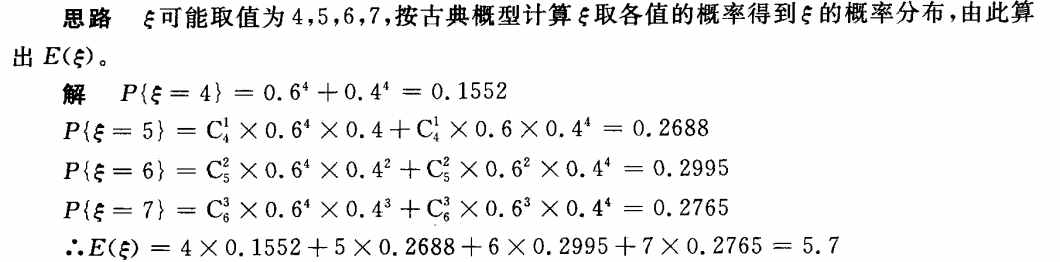 思路 ξ可能取值为4,5,6,7,按古典概型计算ξ取各值的概率得到ξ的概率分布,由此算
出 E(ξ)。
解 P{ξ = 4} = 0.6⁴ + 0.4⁴ = 0.1552
P{ξ = 5} = C₄¹ × 0.6⁴ × 0.4 + C₄¹ × 0.6 × 0.4⁴ = 0.2688
P{ξ = 6} = C₅² × 0.6⁴ × 0.4² + C₅² × 0.6² × 0.4⁴ = 0.2995
P{ξ = 7} = C₆³ × 0.6⁴ × 0.4³ + C₆³ × 0.6³ × 0.4⁴ = 0.2765
∴E(ξ) = 4 × 0.1552 + 5 × 0.2688 + 6 × 0.2995 + 7 × 0.2765 = 5.7